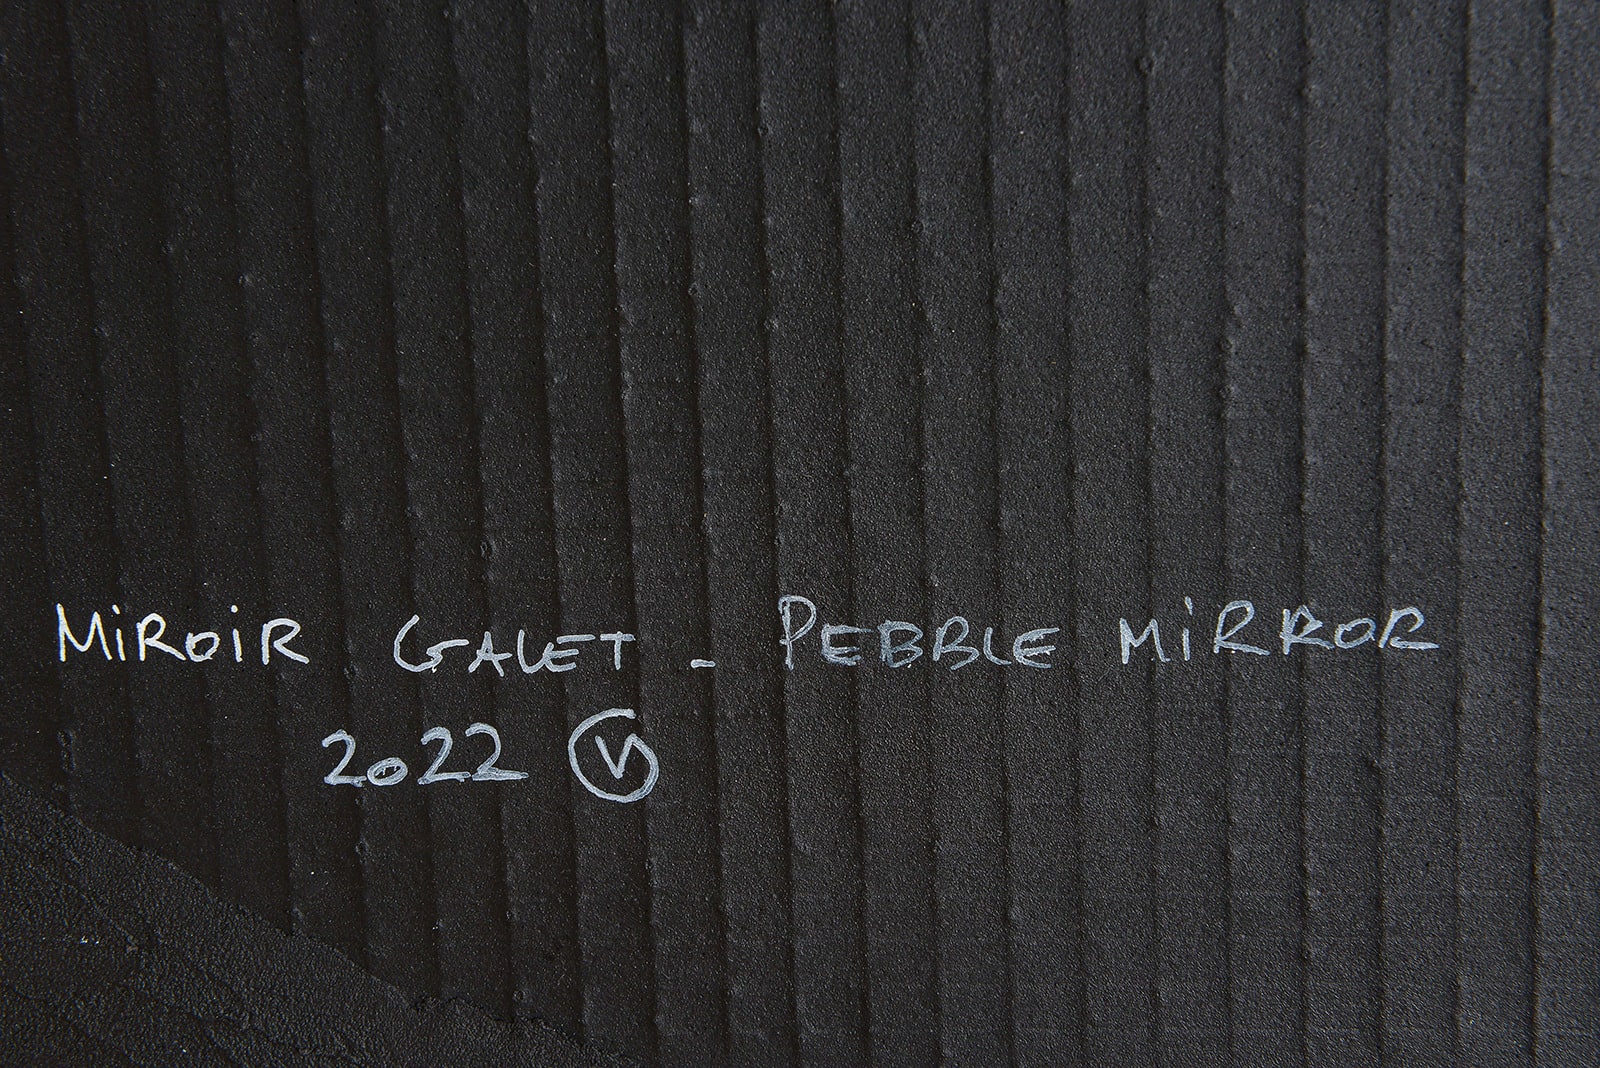 MiROiR GALET - PEBBLE MiRROR
2022 Ⓥ